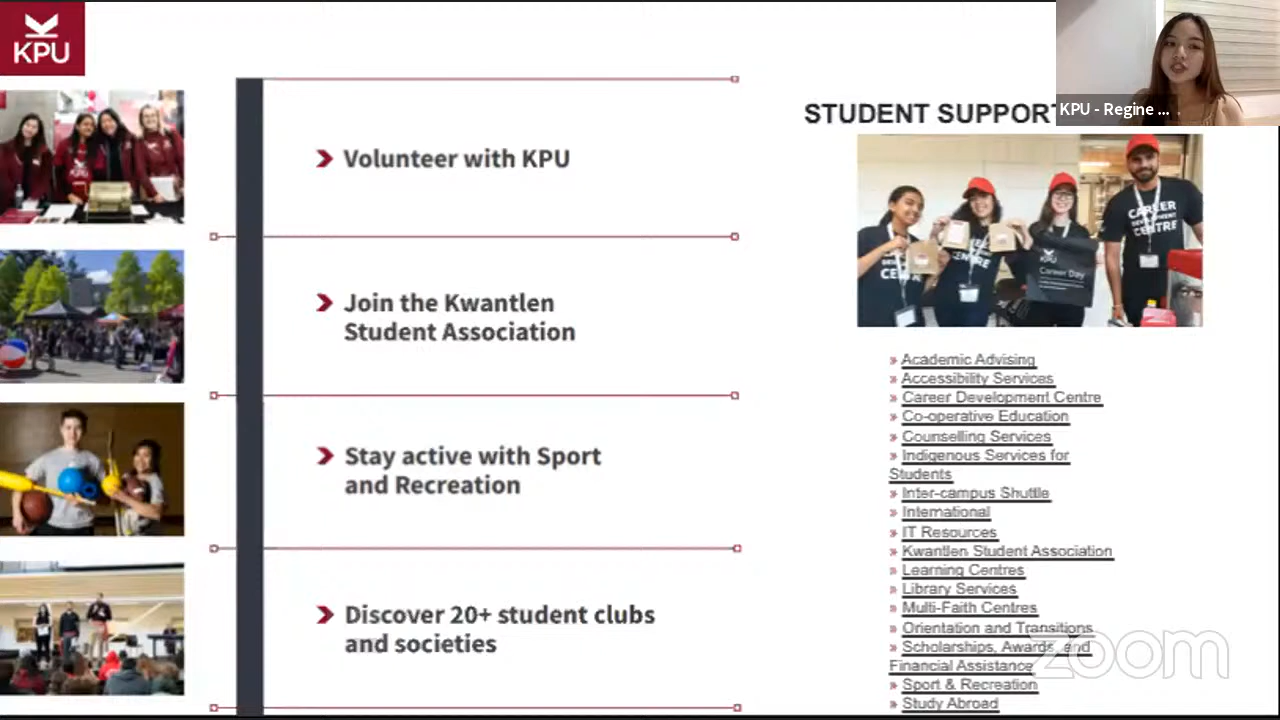 KPU
Volunteer with KPU
Join the Kwantlen
Student Association
Stay active with Sport
and Recreation
Discover 20+ student clubs
and societies
STUDENT SUPPORT
KPU - Regine ...
CAREER
DEVELOPMENT
CENTRE
KPU
Career Day
» Academic Advising
» Accessibility Services
» Career Development Centre
» Co-operative Education
» Counselling Services
» Indigenous Services for
Students
» Inter-campus Shuttle
» International
» IT Resources
» Kwantlen Student Association
» Learning Centres
» Library Services
» Multi-Faith Centres
» Orientation and Transitions
» Scholarships, Awards, and
Financial Assistance
» Sport & Recreation
» Study Abroad
zoom